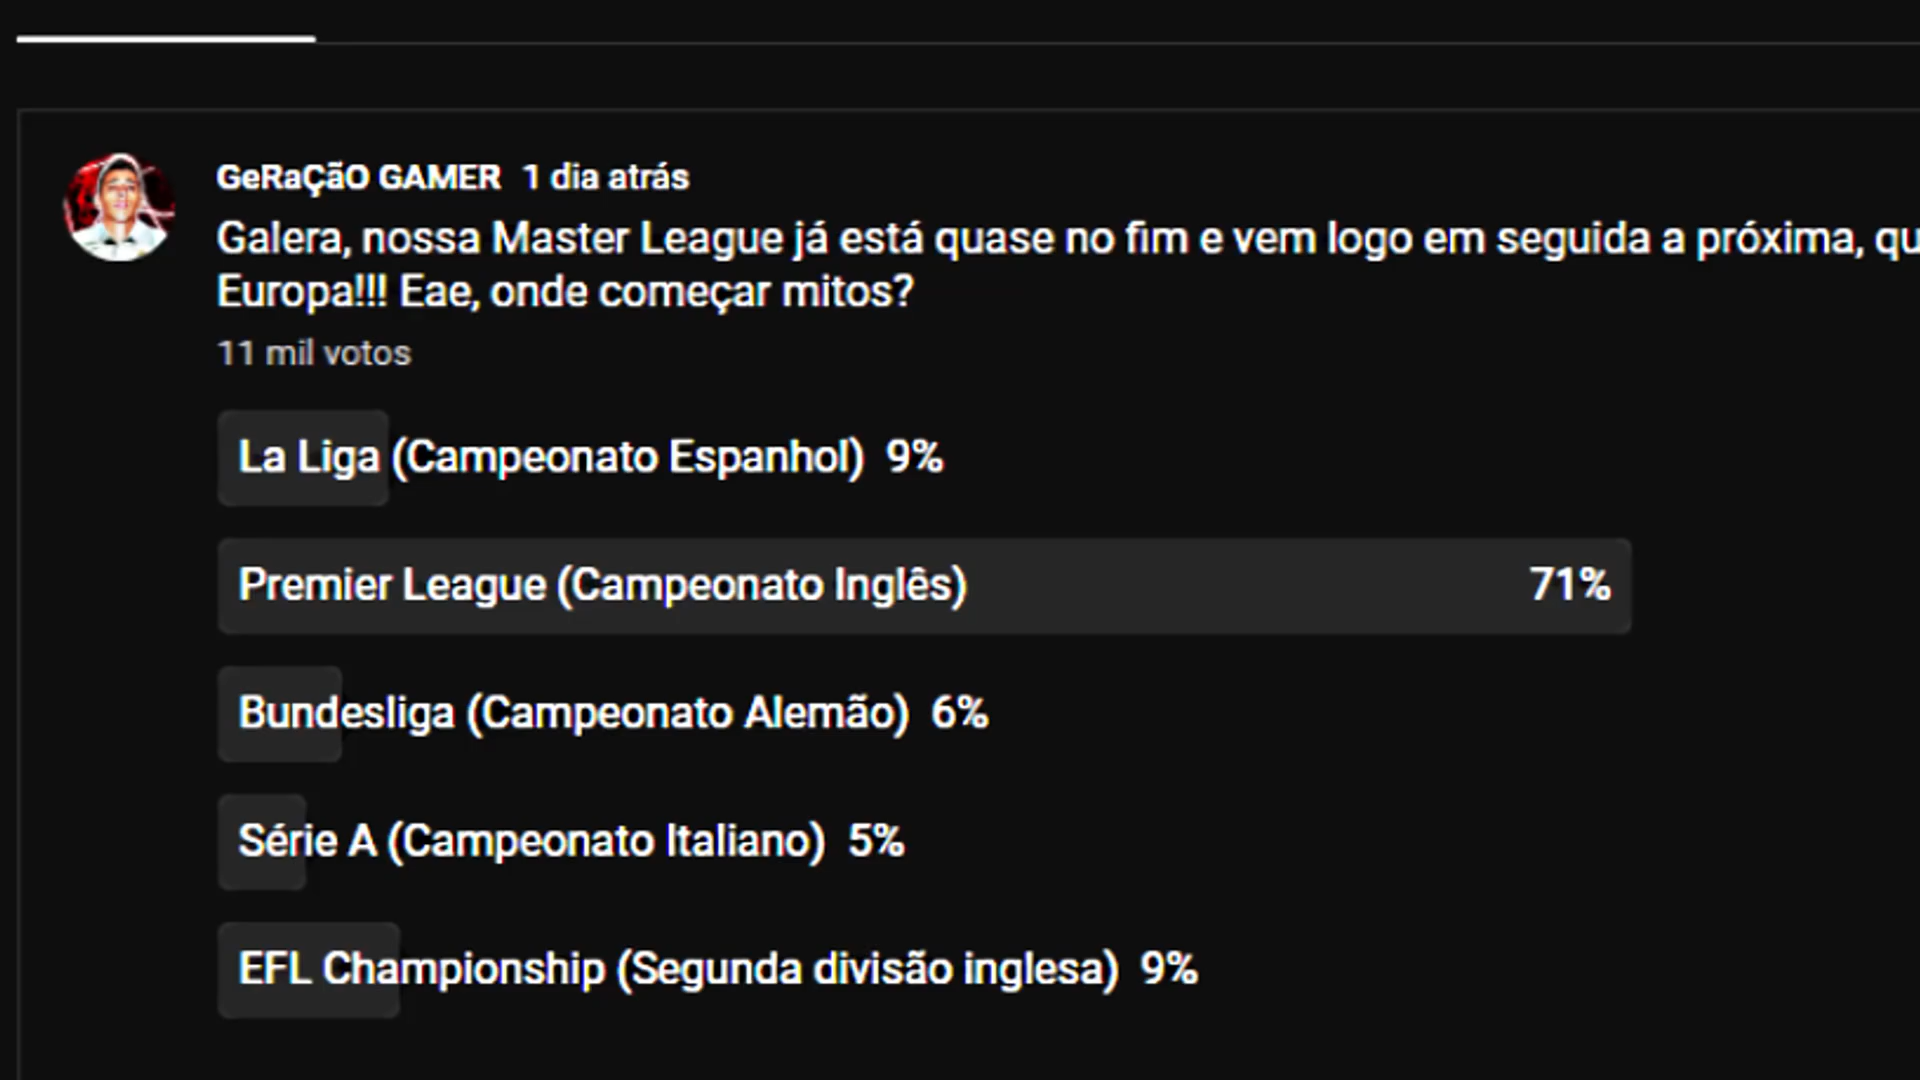 GeRaÇãO GAMER 1 dia atrás
Galera, nossa Master League já está quase no fim e vem logo em seguida a próxima,
Europa!!! Eae, onde começar mitos?
11 mil votos
La Liga (Campeonato Espanhol) 9%
Premier League (Campeonato Inglês) 71%
Bundesliga (Campeonato Alemão) 6%
Série A (Campeonato Italiano) 5%
EFL Championship (Segunda divisão inglesa) 9%